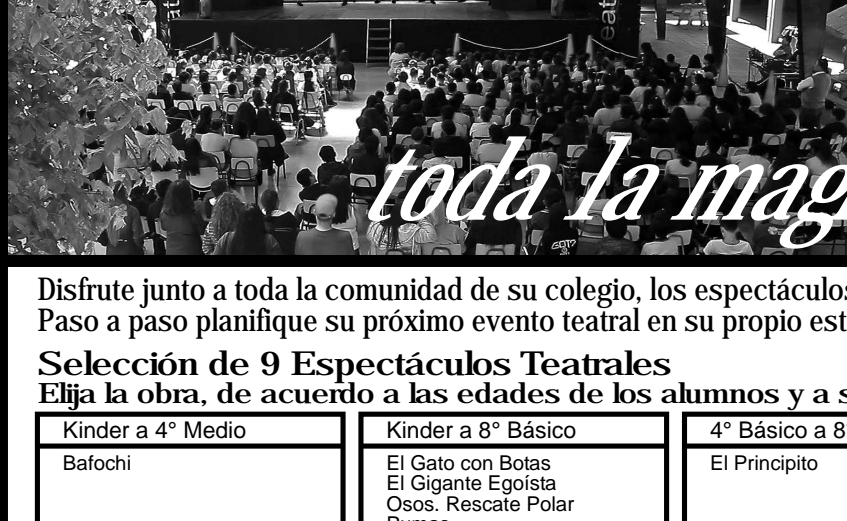 toda la mag
Disfrute junto a toda la comunidad de su colegio, los espectáculos
Paso a paso planifique su próximo evento teatral en su propio est
Selección de 9 Espectáculos Teatrales
Elija la obra, de acuerdo a las edades de los alumnos y a s
Kinder a 4° Medio
Bafochi
Kinder a 8° Básico
El Gato con Botas
El Gigante Egoísta
Osos. Rescate Polar
4° Básico a 8°
El Principito